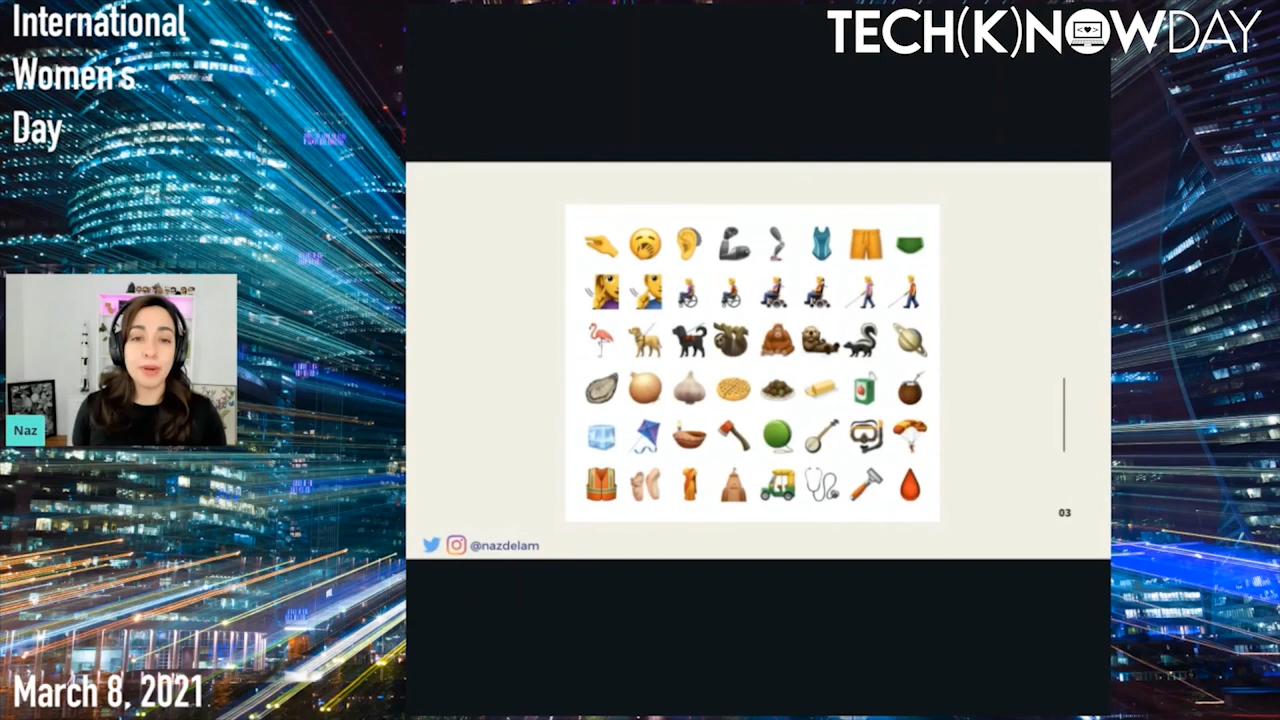 International
Women's
Day
TECH(K)NOWDAY
Naz
03
@nazdelam
March 8, 2021